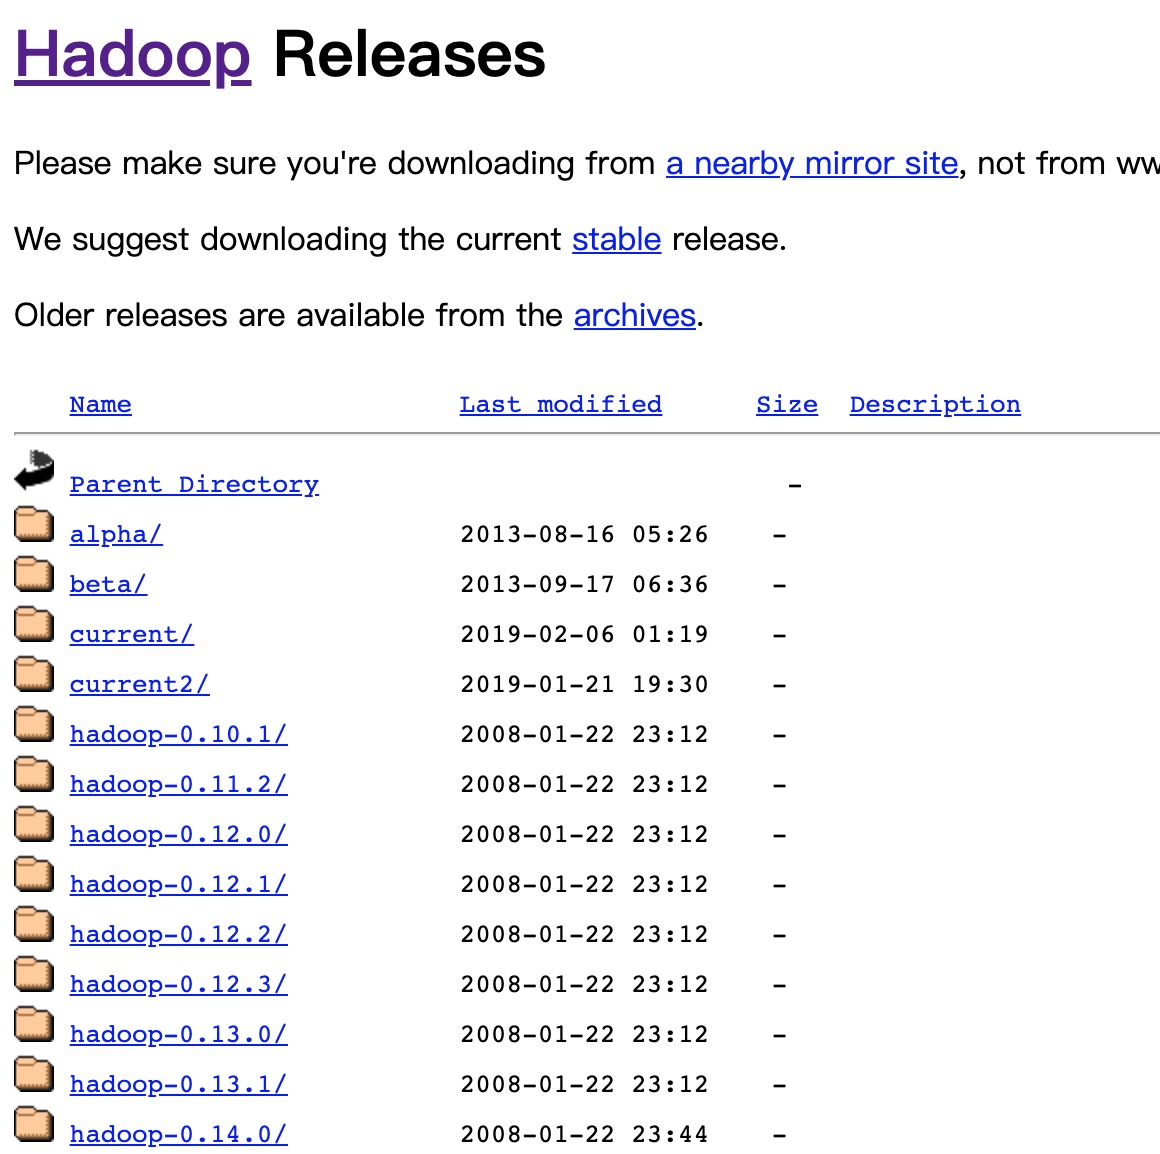 Hadoop Releases
Please make sure you're downloading from a nearby mirror site, not from
We suggest downloading the current stable release.
Older releases are available from the archives.
Name Last modified Size Description
Parent Directory -
alpha/ 2013-08-16 05:26 -
beta/ 2013-09-17 06:36 -
current/ 2019-02-06 01:19 -
current2/ 2019-01-21 19:30 -
hadoop-0.10.1/ 2008-01-22 23:12 -
hadoop-0.11.2/ 2008-01-22 23:12 -
hadoop-0.12.0/ 2008-01-22 23:12 -
hadoop-0.12.1/ 2008-01-22 23:12 -
hadoop-0.12.2/ 2008-01-22 23:12 -
hadoop-0.12.3/ 2008-01-22 23:12 -
hadoop-0.13.0/ 2008-01-22 23:12 -
hadoop-0.13.1/ 2008-01-22 23:12 -
hadoop-0.14.0/ 2008-01-22 23:44 -